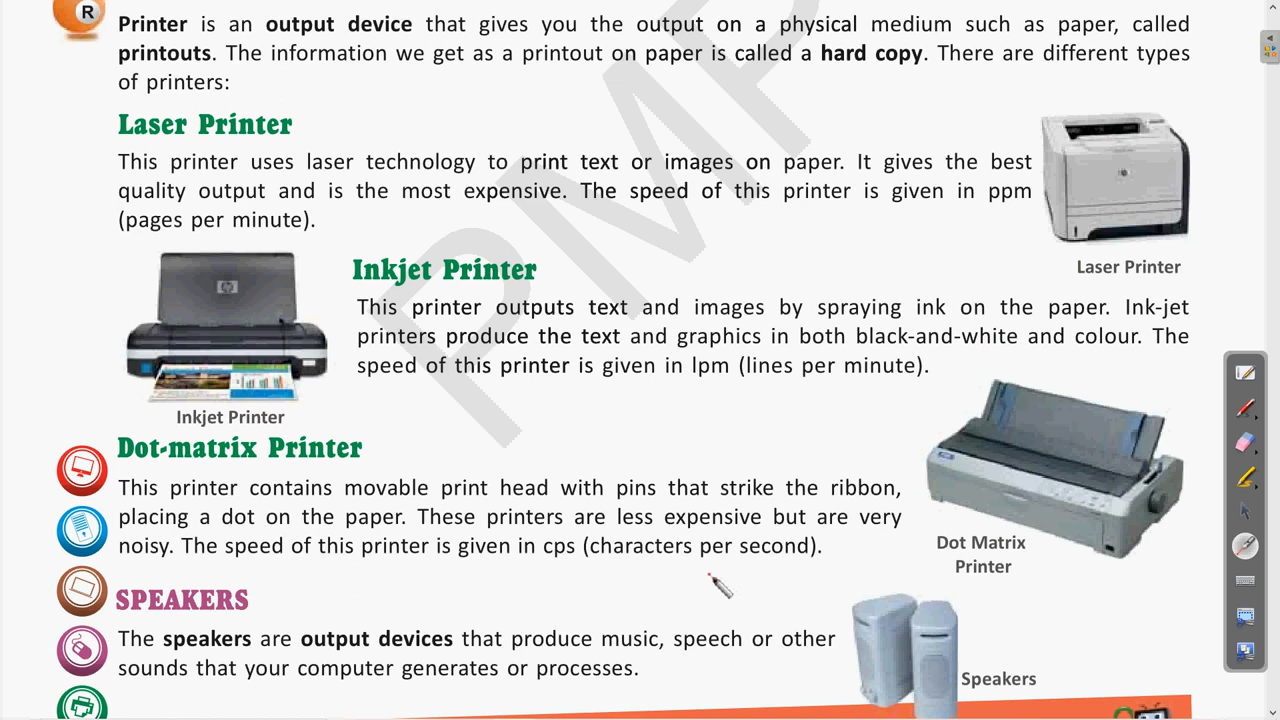 R
Printer is an output device that gives you the output on a physical medium such as paper, called
printouts. The information we get as a printout on paper is called a hard copy. There are different types
of printers:
Laser Printer
This printer uses laser technology to print text or images on paper. It gives the best
quality output and is the most expensive. The speed of this printer is given in ppm
(pages per minute).
Laser Printer
Inkjet Printer
This printer outputs text and images by spraying ink on the paper. Ink-jet
printers produce the text and graphics in both black-and-white and colour. The
speed of this printer is given in lpm (lines per minute).
Inkjet Printer
Dot-matrix Printer
This printer contains movable print head with pins that strike the ribbon,
placing a dot on the paper. These printers are less expensive but are very
noisy. The speed of this printer is given in cps (characters per second).
Dot Matrix
Printer
SPEAKERS
The speakers are output devices that produce music, speech or other
sounds that your computer generates or processes.
Speakers
PMP
hp